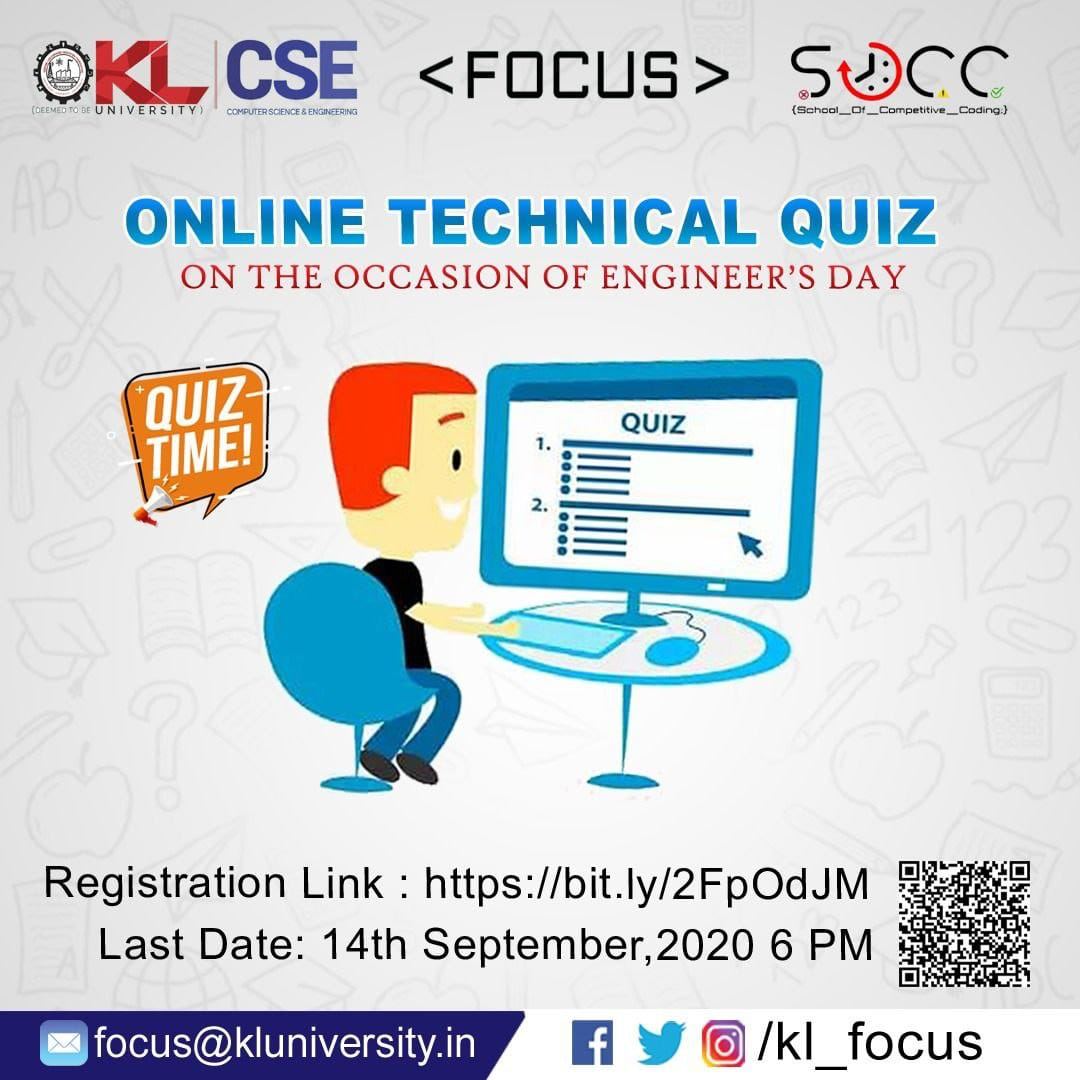 KL
(DEEMED TO BE UNIVERSITY)
CSE
COMPUTER SCIENCE & ENGINEERING
<FOCUS>
SOCC
{School_Of_Competitive_Coding;}
ONLINE TECHNICAL QUIZ
ON THE OCCASION OF ENGINEER'S DAY
QUIZ
TIME!
QUIZ
1.
2.
Registration Link : https://bit.ly/2FpOdJM
Last Date: 14th September,2020 6 PM
focus@kluniversity.in
/kl_focus